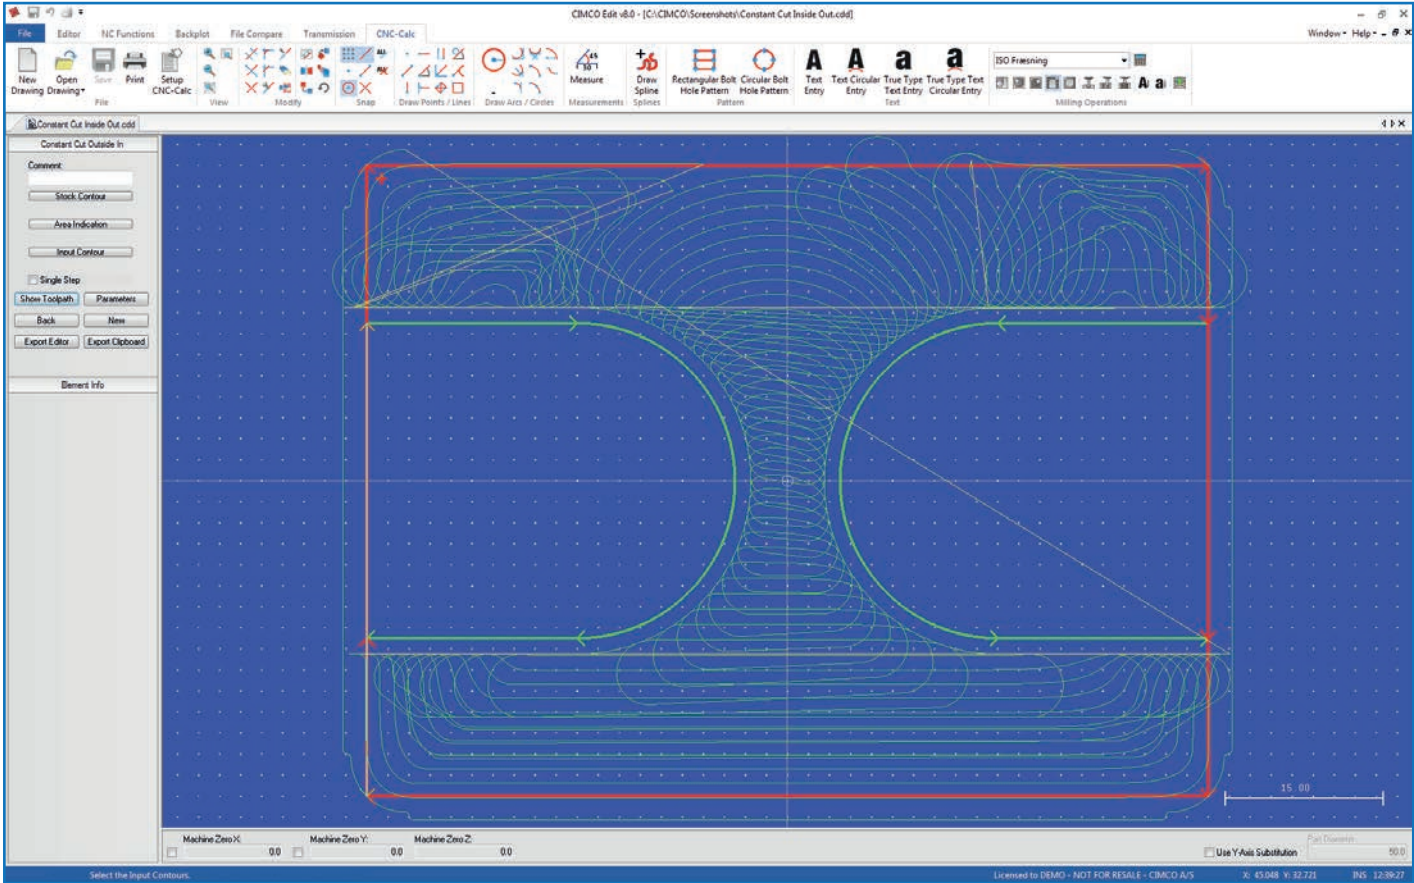 CIMCO Edit v8.0 - [C:\CIMCO\Screenshots\Constant Cut Inside Out.cdd]
File Editor NC Functions Backplot File Compare Transmission CNC-Calc Window Help
New Drawing Open Drawing Save Print Setup CNC-Calc Measure Draw Spline Rectangular Bolt Hole Pattern Circular Bolt Hole Pattern Text Entry Text Circular Entry True Type Text Entry True Type Text Circular Entry ISO Fræsning
File View Modify Snap Draw Points / Lines Draw Arcs / Circles Measurements Splines Pattern Text Milling Operations
Constant Cut Inside Out.cdd
Constant Cut Outside In
Comment:
Stock Contour
Area Indication
Input Contour
Single Step
Show Toolpath Parameters
Back New
Export Editor Export Clipboard
Element Info
15.00
Machine Zero X: Machine Zero Y: Machine Zero Z: Part Diameter
0.0 0.0 0.0 Use Y-Axis Substitution 50.0
Select the Input Contours. Licensed to DEMO - NOT FOR RESALE - CIMCO A/S X: 45.048 Y: 32.721 INS 12:39:27